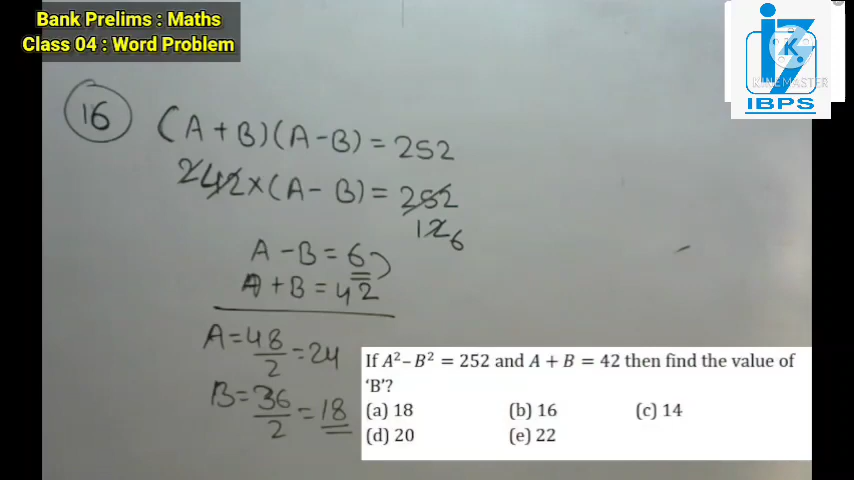 Bank Prelims : Maths
Class 04 : Word Problem
K
KINEMASTER
IBPS
16
(A + B)(A - B) = 252
242 × (A - B) = 252
126
A - B = 6
A + B = 42
A = 48/2 = 24
B = 36/2 = 18
If A² – B² = 252 and A + B = 42 then find the value of
‘B’?
(a) 18 (b) 16 (c) 14
(d) 20 (e) 22